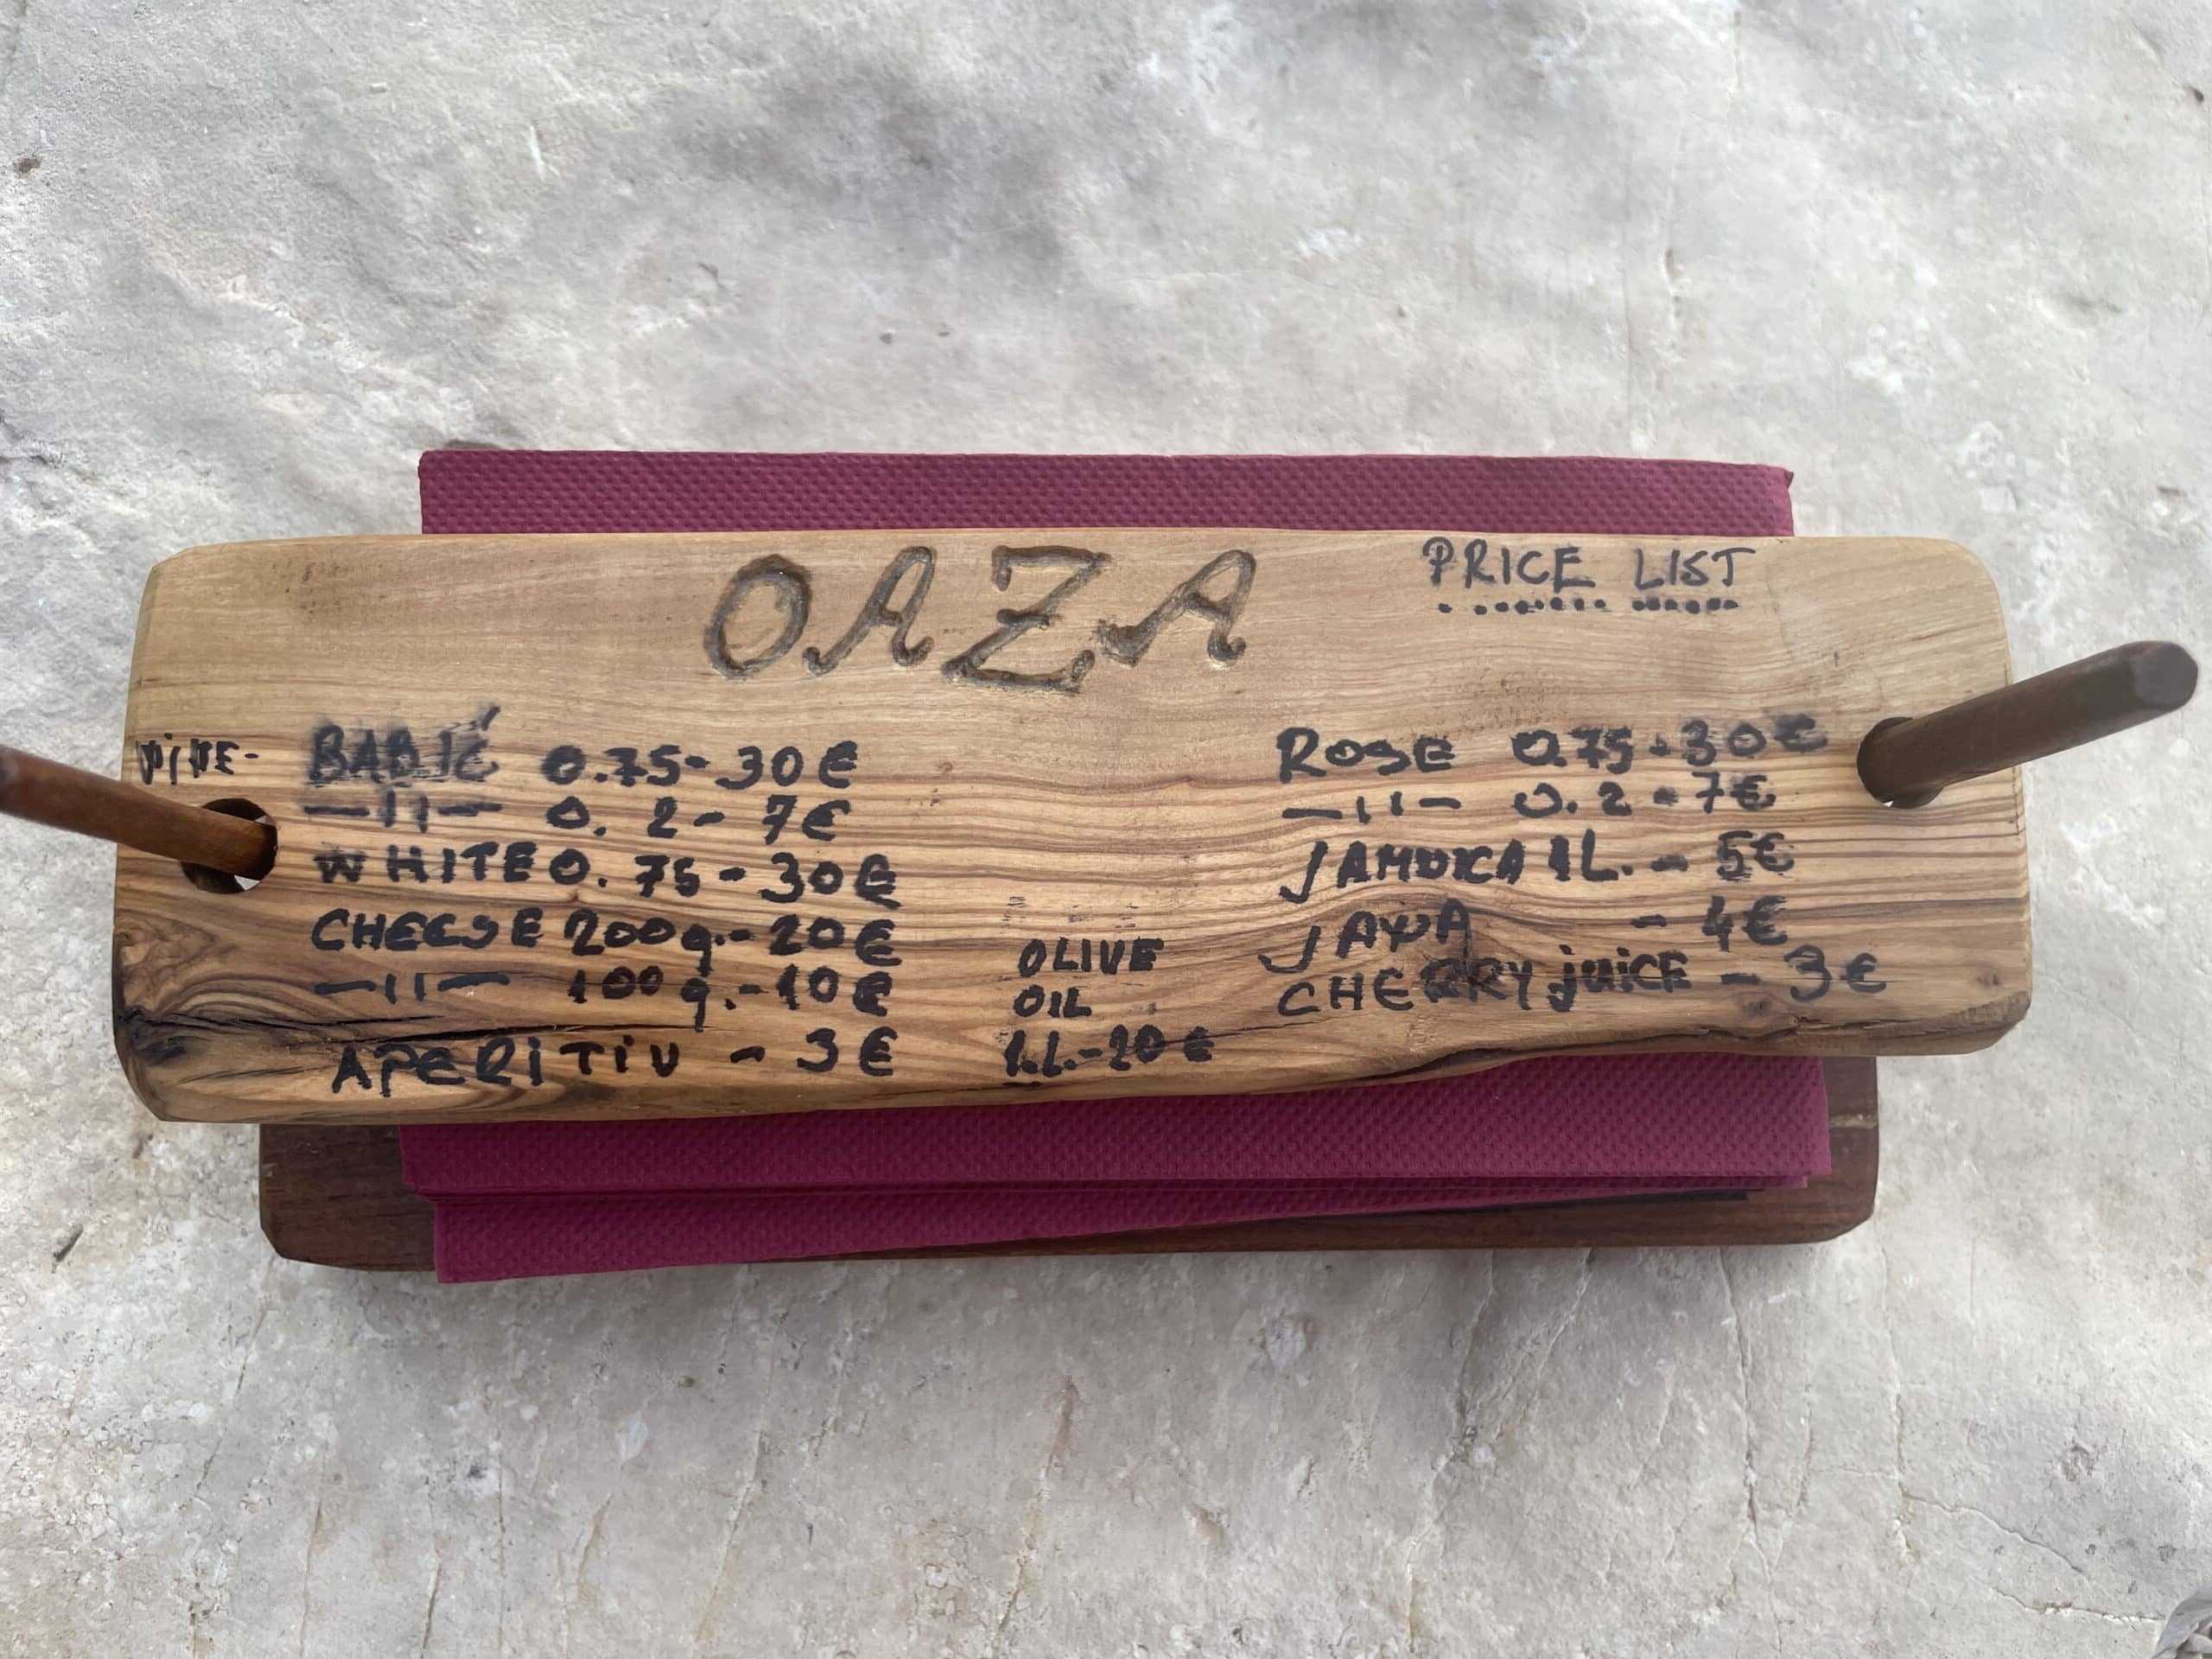 OAZA
PRICE LIST
WINE- BABIĆ 0.75-30€
—11— 0.2-7€
WHITE 0.75-30€
CHEESE 200g.-20€
—11— 100g.-10€
APERITIV - 3€
OLIVE
OIL
1.L.-20€
ROSE 0.75-30€
—11— 0.2-7€
JAMNICA 1L. - 5€
JANA - 4€
CHERRY juiCE - 3€